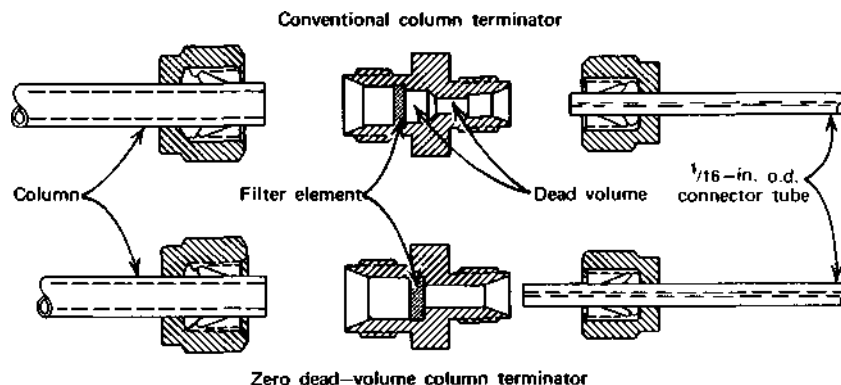 Conventional column terminator
Column
Filter element
Dead volume
1/16-in. o.d.
connector tube
Zero dead-volume column terminator